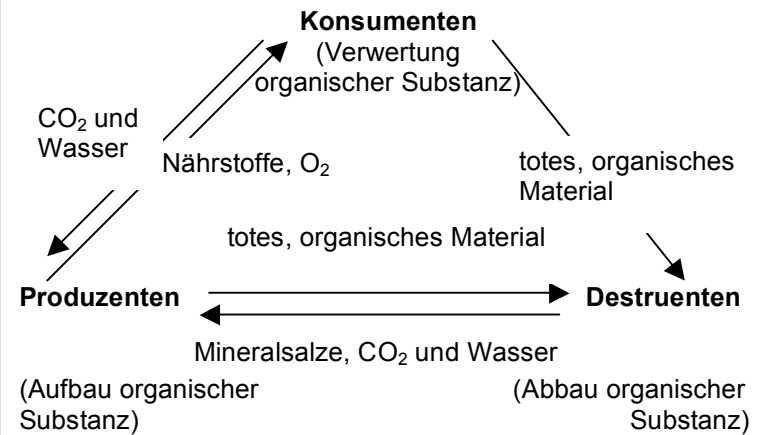 Konsumenten
(Verwertung
organischer Substanz)
CO₂ und
Wasser
Nährstoffe, O₂
totes, organisches
Material
totes, organisches Material
Produzenten
Destruenten
Mineralsalze, CO₂ und Wasser
(Aufbau organischer
Substanz)
(Abbau organischer
Substanz)